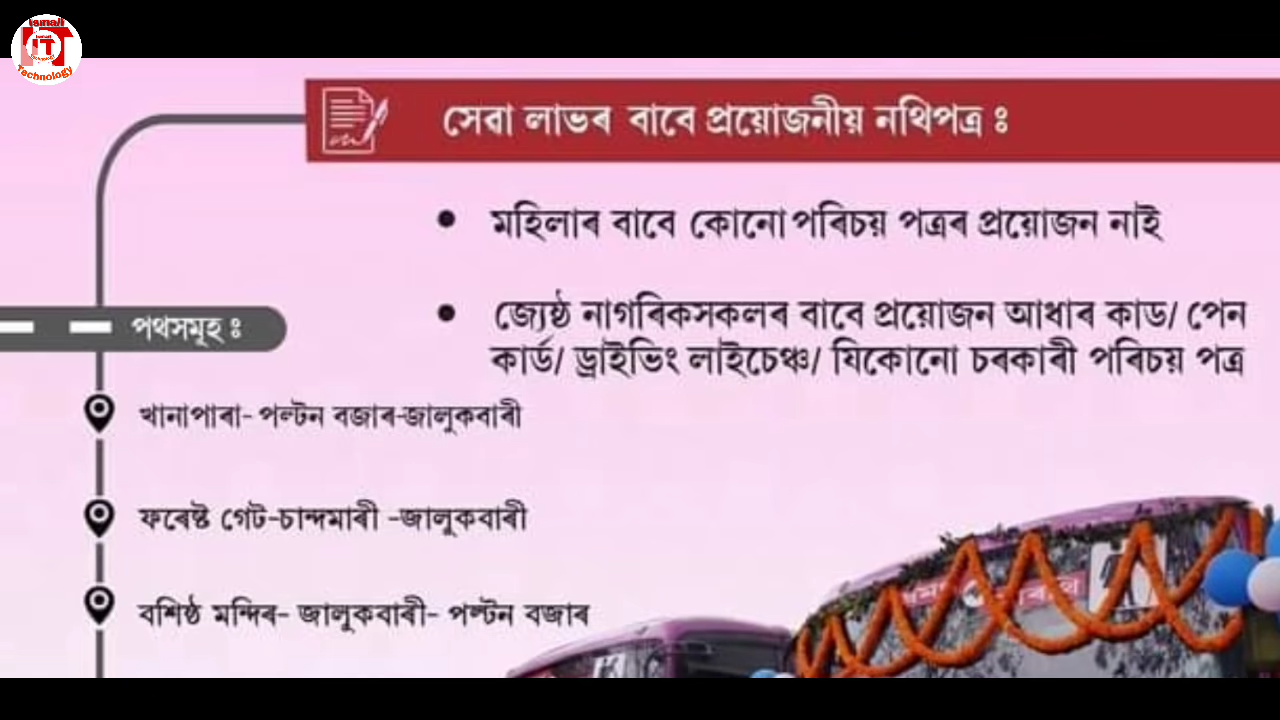 Ismail
IT
Technology
সেৱা লাভৰ বাবে প্ৰয়োজনীয় নথিপত্ৰ ঃ
• মহিলাৰ বাবে কোনো পৰিচয় পত্ৰৰ প্ৰয়োজন নাই
• জ্যেষ্ঠ নাগৰিকসকলৰ বাবে প্ৰয়োজন আধাৰ কাড/ পেন
কাৰ্ড/ ড্ৰাইভিং লাইচেঞ্চ/ যিকোনো চৰকাৰী পৰিচয় পত্ৰ
পথসমূহ ঃ
খানাপাৰা- পল্টন বজাৰ-জালুকবাৰী
ফৰেষ্ট গেট-চান্দমাৰী -জালুকবাৰী
বশিষ্ঠ মন্দিৰ- জালুকবাৰী- পল্টন বজাৰ